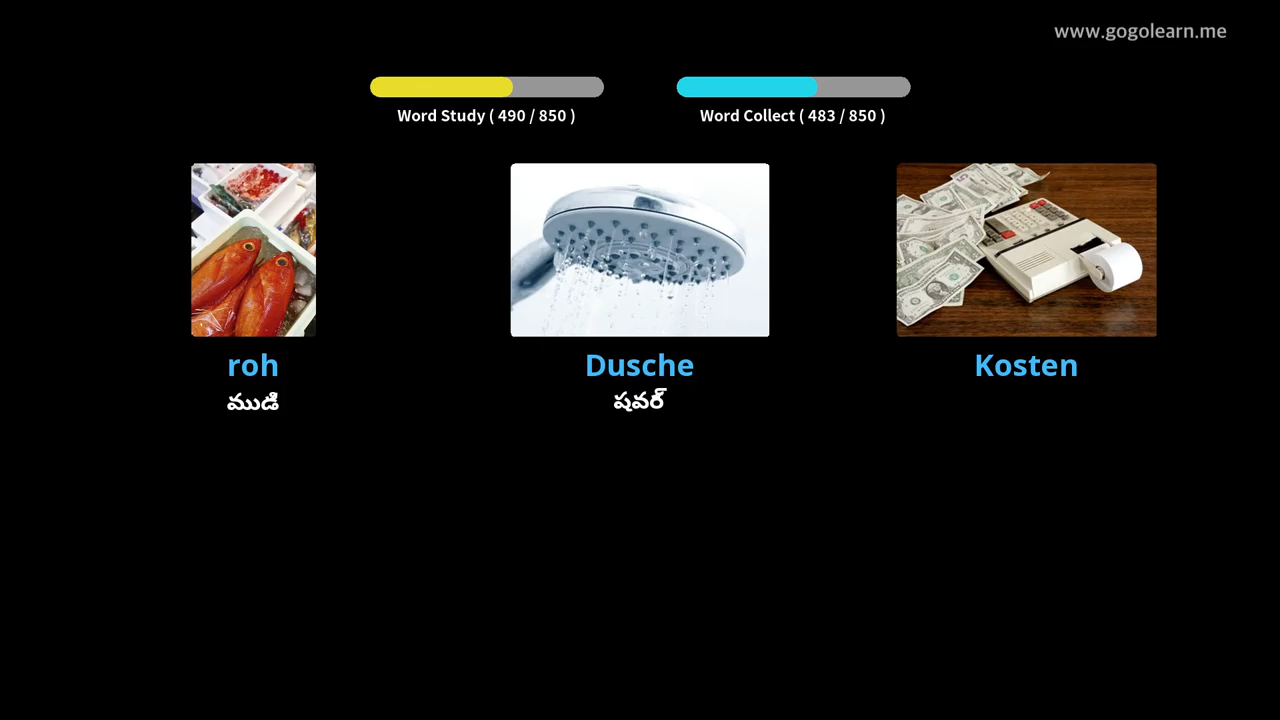 www.gogolearn.me
Word Study ( 490 / 850 )
Word Collect ( 483 / 850 )
roh
Dusche
Kosten
ముడి
షవర్